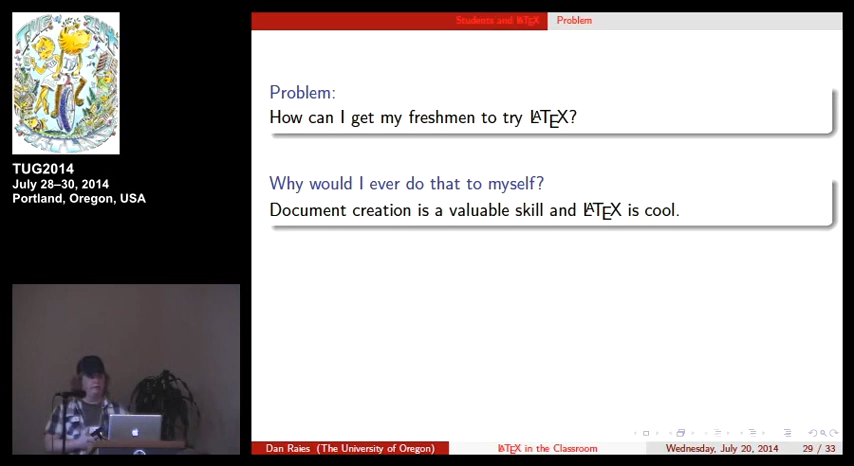 TUG2014
July 28–30, 2014
Portland, Oregon, USA
Students and LATEX Problem
Problem:
How can I get my freshmen to try LATEX?
Why would I ever do that to myself?
Document creation is a valuable skill and LATEX is cool.
Dan Raies (The University of Oregon) LATEX in the Classroom Wednesday, July 20, 2014 29 / 33